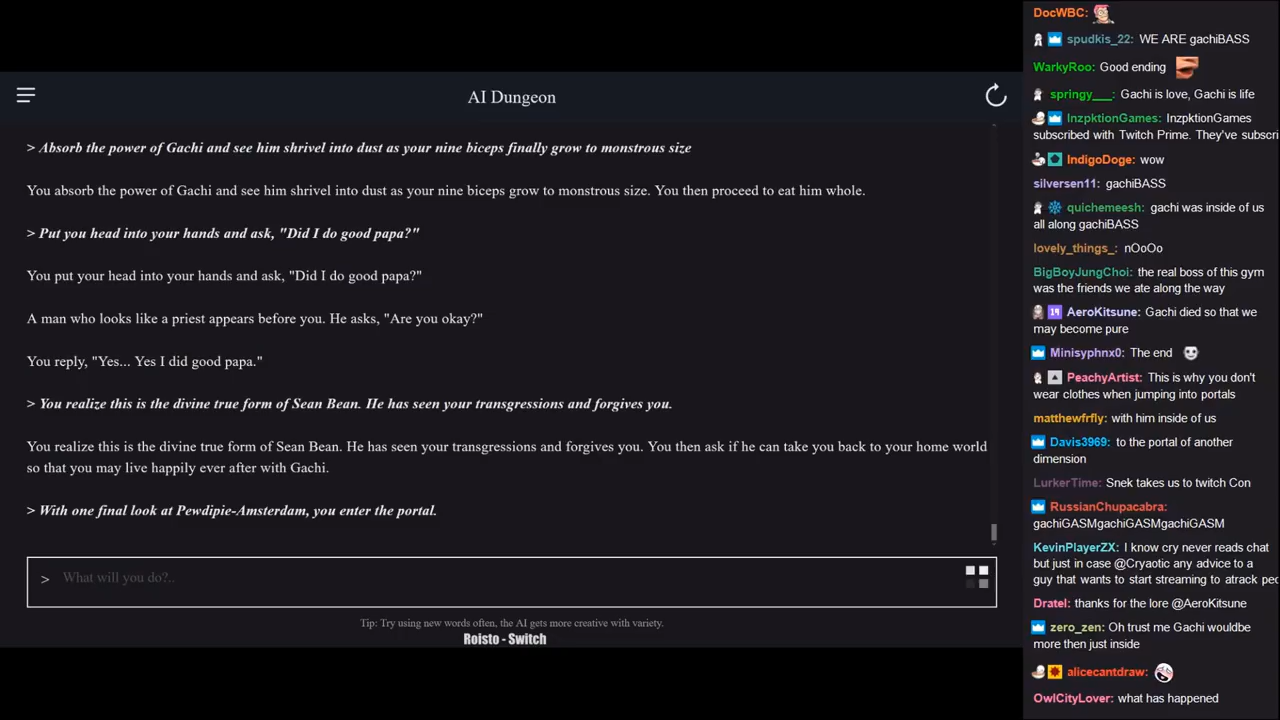 AI Dungeon
> Absorb the power of Gachi and see him shrivel into dust as your nine biceps finally grow to monstrous size
You absorb the power of Gachi and see him shrivel into dust as your nine biceps grow to monstrous size. You then proceed to eat him whole.
> Put you head into your hands and ask, "Did I do good papa?"
You put your head into your hands and ask, "Did I do good papa?"
A man who looks like a priest appears before you. He asks, "Are you okay?"
You reply, "Yes... Yes I did good papa."
> You realize this is the divine true form of Sean Bean. He has seen your transgressions and forgives you.
You realize this is the divine true form of Sean Bean. He has seen your transgressions and forgives you. You then ask if he can take you back to your home world
so that you may live happily ever after with Gachi.
> With one final look at Pewdipie-Amsterdam, you enter the portal.
> What will you do?..
Tip: Try using new words often, the AI gets more creative with variety.
Roisto - Switch
DocWBC:
spudkis_22: WE ARE gachiBASS
WarkyRoo: Good ending
springy___: Gachi is love, Gachi is life
InzpktionGames: InzpktionGames
subscribed with Twitch Prime. They've subscri
IndigoDoge: wow
silversen11: gachiBASS
quichemeesh: gachi was inside of us
all along gachiBASS
lovely_things_: nOoOo
BigBoyJungChoi: the real boss of this gym
was the friends we ate along the way
19 AeroKitsune: Gachi died so that we
may become pure
Minisyphnx0: The end
PeachyArtist: This is why you don't
wear clothes when jumping into portals
matthewfrfly: with him inside of us
Davis3969: to the portal of another
dimension
LurkerTime: Snek takes us to twitch Con
RussianChupacabra:
gachiGASMgachiGASMgachiGASM
KevinPlayerZX: I know cry never reads chat
but just in case @Cryaotic any advice to a
guy that wants to start streaming to atrack peo
Dratel: thanks for the lore @AeroKitsune
zero_zen: Oh trust me Gachi wouldbe
more then just inside
alicecantdraw:
OwlCityLover: what has happened